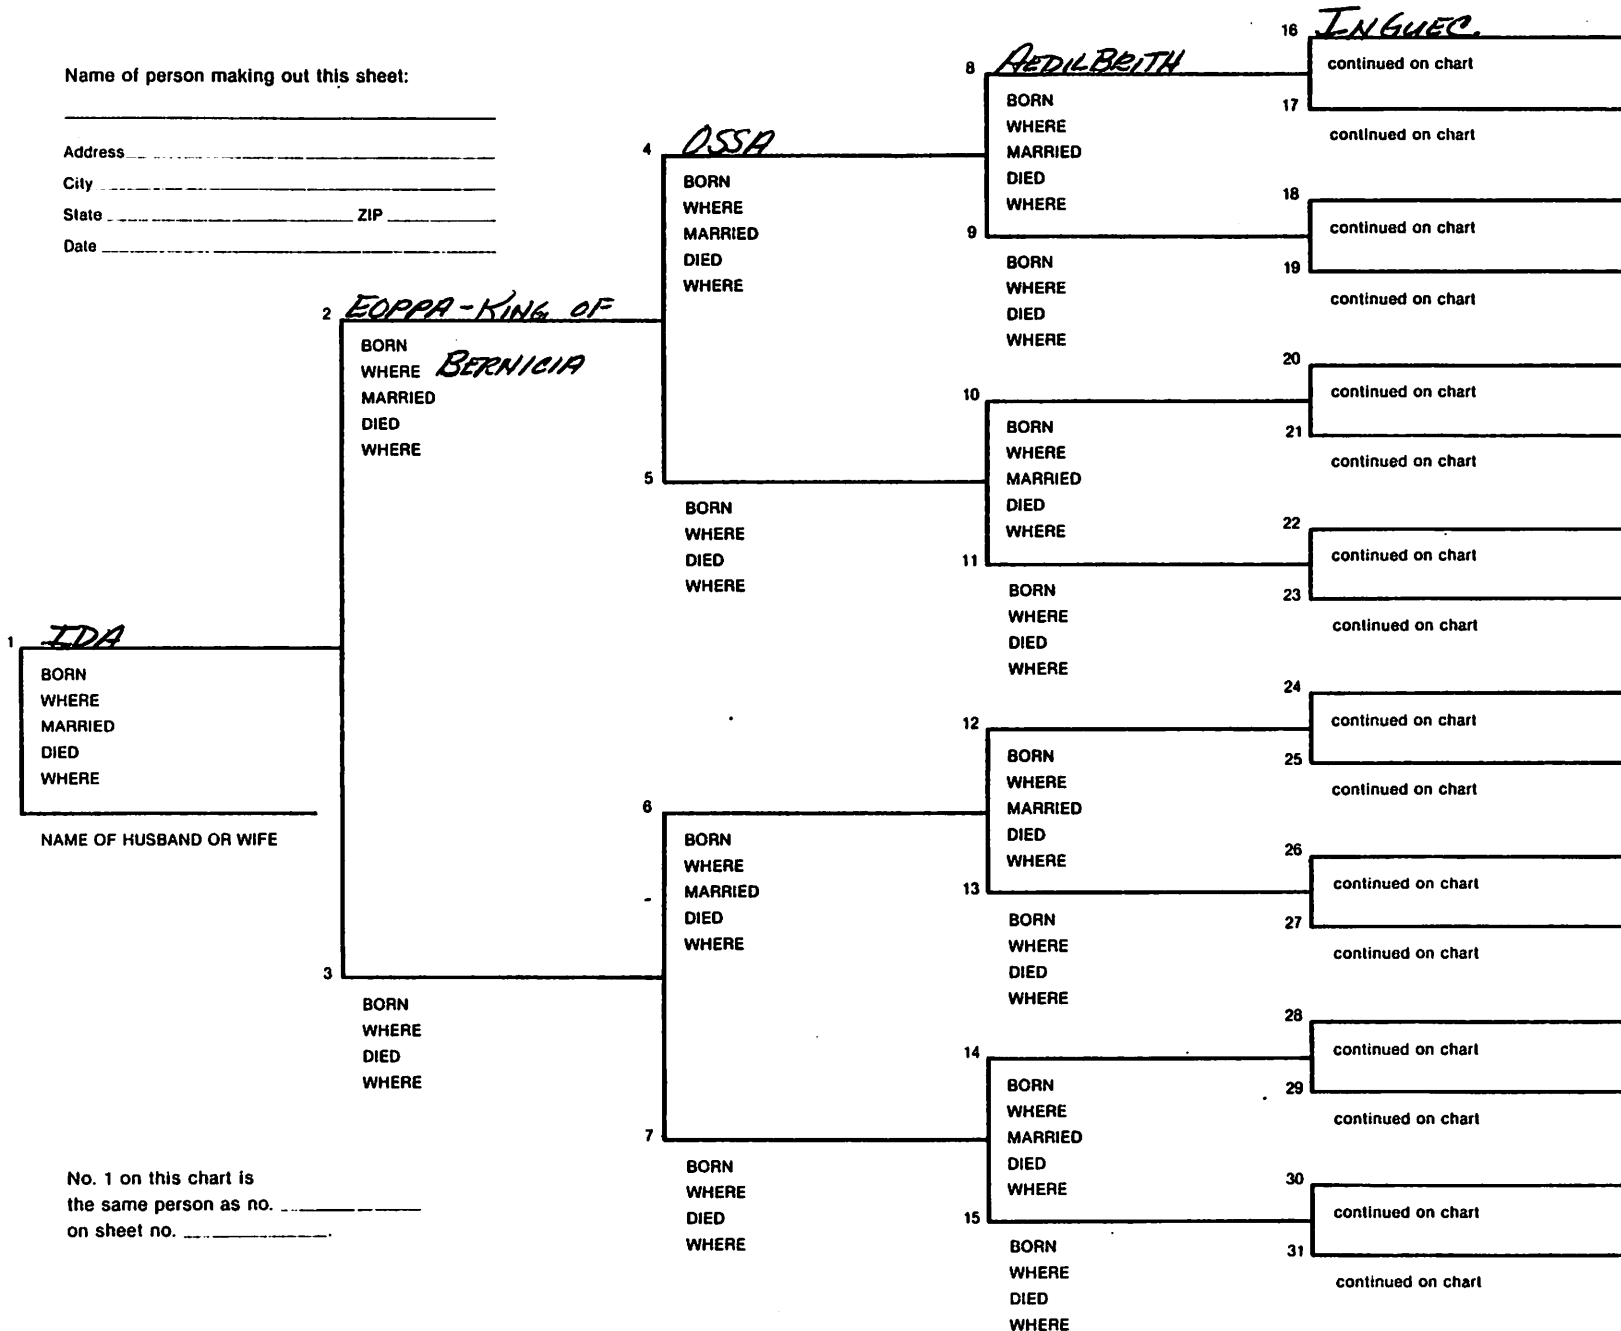 Name of person making out this sheet:
Address
City
State ZIP
Date
1 IDA
BORN
WHERE
MARRIED
DIED
WHERE
NAME OF HUSBAND OR WIFE
No. 1 on this chart is
the same person as no.
on sheet no. .
2 EOPPA-KING OF
BORN
WHERE BERNICIA
MARRIED
DIED
WHERE
3
BORN
WHERE
DIED
WHERE
4 OSSA
BORN
WHERE
MARRIED
DIED
WHERE
5
BORN
WHERE
DIED
WHERE
6
BORN
WHERE
MARRIED
DIED
WHERE
7
BORN
WHERE
DIED
WHERE
8 AEDILBRITH
BORN
WHERE
MARRIED
DIED
WHERE
9
BORN
WHERE
DIED
WHERE
10
BORN
WHERE
MARRIED
DIED
WHERE
11
BORN
WHERE
DIED
WHERE
12
BORN
WHERE
MARRIED
DIED
WHERE
13
BORN
WHERE
DIED
WHERE
14
BORN
WHERE
MARRIED
DIED
WHERE
15
BORN
WHERE
DIED
WHERE
16 INGUEC.
continued on chart
17
continued on chart
18
continued on chart
19
continued on chart
20
continued on chart
21
continued on chart
22
continued on chart
23
continued on chart
24
continued on chart
25
continued on chart
26
continued on chart
27
continued on chart
28
continued on chart
29
continued on chart
30
continued on chart
31
continued on chart